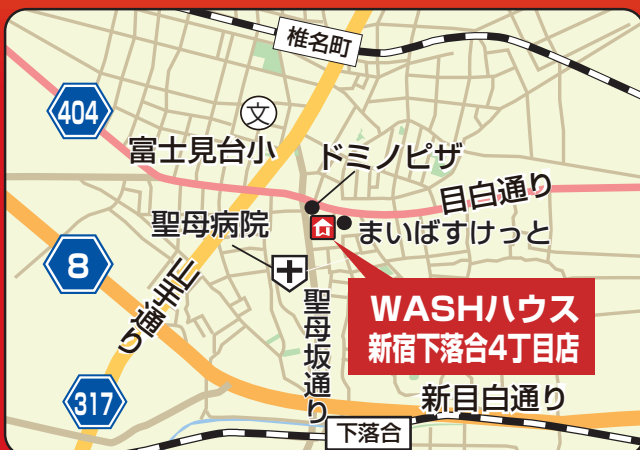 椎名町
404
文
富士見台小
ドミノピザ
目白通り
聖母病院
まいばすけっと
8
山手通り
WASHハウス
新宿下落合4丁目店
聖母坂通り
317
新目白通り
下落合